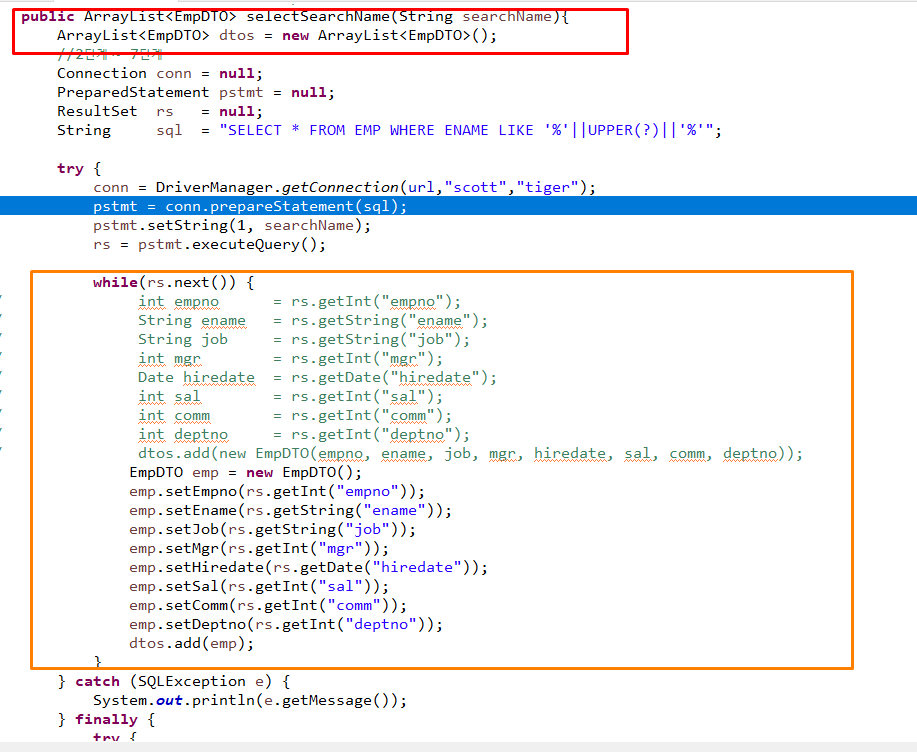 public ArrayList<EmpDTO> selectSearchName(String searchName){
ArrayList<EmpDTO> dtos = new ArrayList<EmpDTO>();
//2단계 ~ 7단계
Connection conn = null;
PreparedStatement pstmt = null;
ResultSet rs = null;
String sql = "SELECT * FROM EMP WHERE ENAME LIKE '%'||UPPER(?)||'%'";
try {
conn = DriverManager.getConnection(url,"scott","tiger");
pstmt = conn.prepareStatement(sql);
pstmt.setString(1, searchName);
rs = pstmt.executeQuery();
while(rs.next()) {
int empno = rs.getInt("empno");
String ename = rs.getString("ename");
String job = rs.getString("job");
int mgr = rs.getInt("mgr");
Date hiredate = rs.getDate("hiredate");
int sal = rs.getInt("sal");
int comm = rs.getInt("comm");
int deptno = rs.getInt("deptno");
dtos.add(new EmpDTO(empno, ename, job, mgr, hiredate, sal, comm, deptno));
EmpDTO emp = new EmpDTO();
emp.setEmpno(rs.getInt("empno"));
emp.setEname(rs.getString("ename"));
emp.setJob(rs.getString("job"));
emp.setMgr(rs.getInt("mgr"));
emp.setHiredate(rs.getDate("hiredate"));
emp.setSal(rs.getInt("sal"));
emp.setComm(rs.getInt("comm"));
emp.setDeptno(rs.getInt("deptno"));
dtos.add(emp);
}
} catch (SQLException e) {
System.out.println(e.getMessage());
} finally {
try {